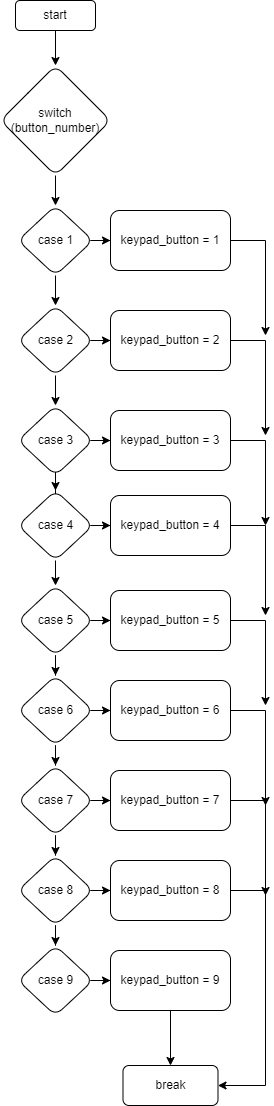 start
switch
(button_number)
case 1
keypad_button = 1
case 2
keypad_button = 2
case 3
keypad_button = 3
case 4
keypad_button = 4
case 5
keypad_button = 5
case 6
keypad_button = 6
case 7
keypad_button = 7
case 8
keypad_button = 8
case 9
keypad_button = 9
break